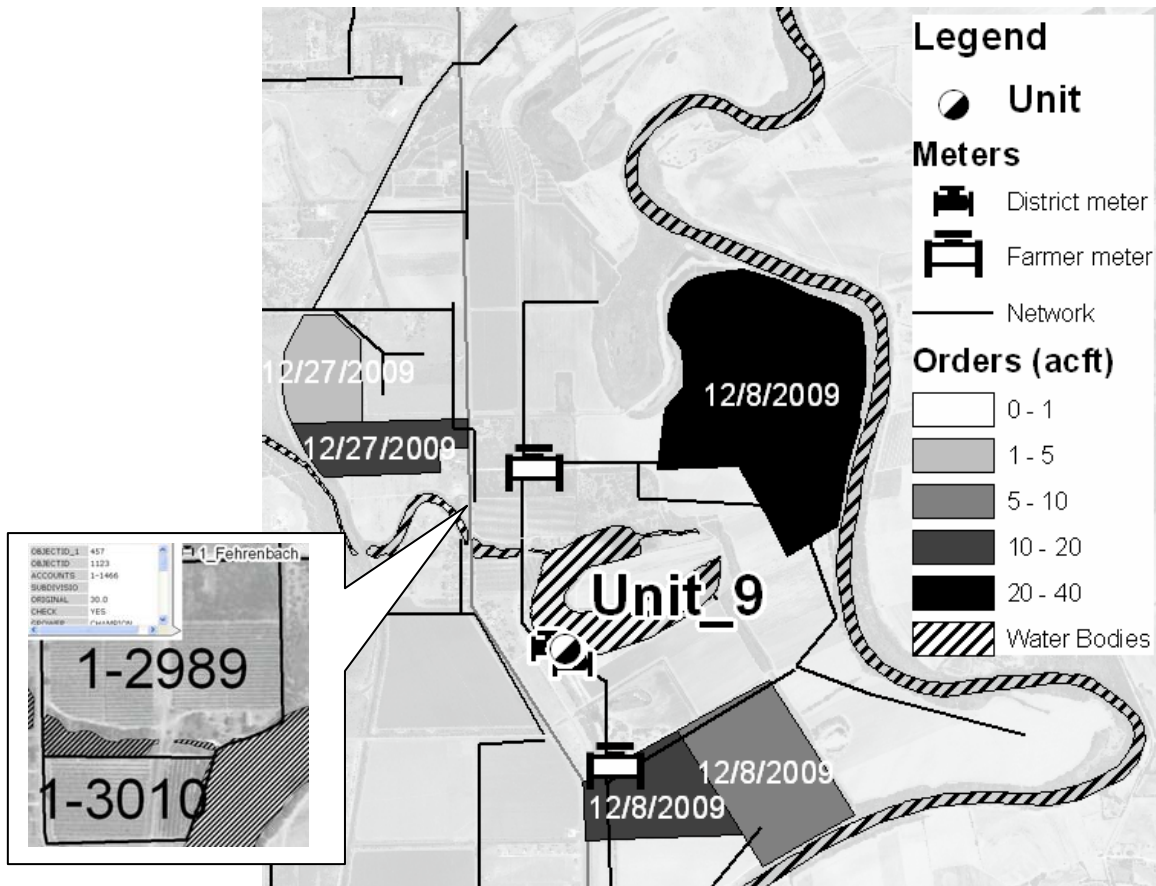 Legend
Unit
Meters
District meter
Farmer meter
Network
Orders (acft)
0 - 1
1 - 5
5 - 10
10 - 20
20 - 40
Water Bodies
12/27/2009
12/8/2009
12/27/2009
Unit_9
12/8/2009
12/8/2009
OBJECTID_1 457
OBJECTID 1123
ACCOUNTS 1-1466
SUBDIVISIO
ORIGINAL 30.0
CHECK YES
GROWER CHAMPION
1_Fehrenbach
1-2989
1-3010